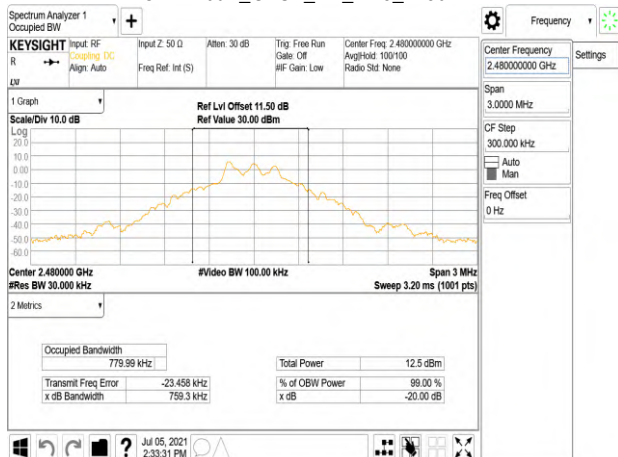 Spectrum Analyzer 1
Occupied BW
Frequency
KEYSIGHT
R
Input: RF
Coupling: DC
Align: Auto
Input Z: 50 Ω
Freq Ref: Int (S)
Atten: 30 dB
Trig: Free Run
Gate: Off
#IF Gain: Low
Center Freq: 2.480000000 GHz
Avg|Hold: 100/100
Radio Std: None
Center Frequency
2.480000000 GHz
Settings
Span
3.0000 MHz
CF Step
300.000 kHz
Auto
Man
Freq Offset
0 Hz
1 Graph
Scale/Div 10.0 dB
Ref Lvl Offset 11.50 dB
Ref Value 30.00 dBm
Log
20.0
10.0
0.00
-10.0
-20.0
-30.0
-40.0
-50.0
-60.0
Center 2.480000 GHz
#Res BW 30.000 kHz
#Video BW 100.00 kHz
Span 3 MHz
Sweep 3.20 ms (1001 pts)
2 Metrics
Occupied Bandwidth
779.99 kHz
Total Power 12.5 dBm
Transmit Freq Error -23.458 kHz
% of OBW Power 99.00 %
x dB Bandwidth 759.3 kHz
x dB -20.00 dB
?
Jul 05, 2021
2:33:31 PM